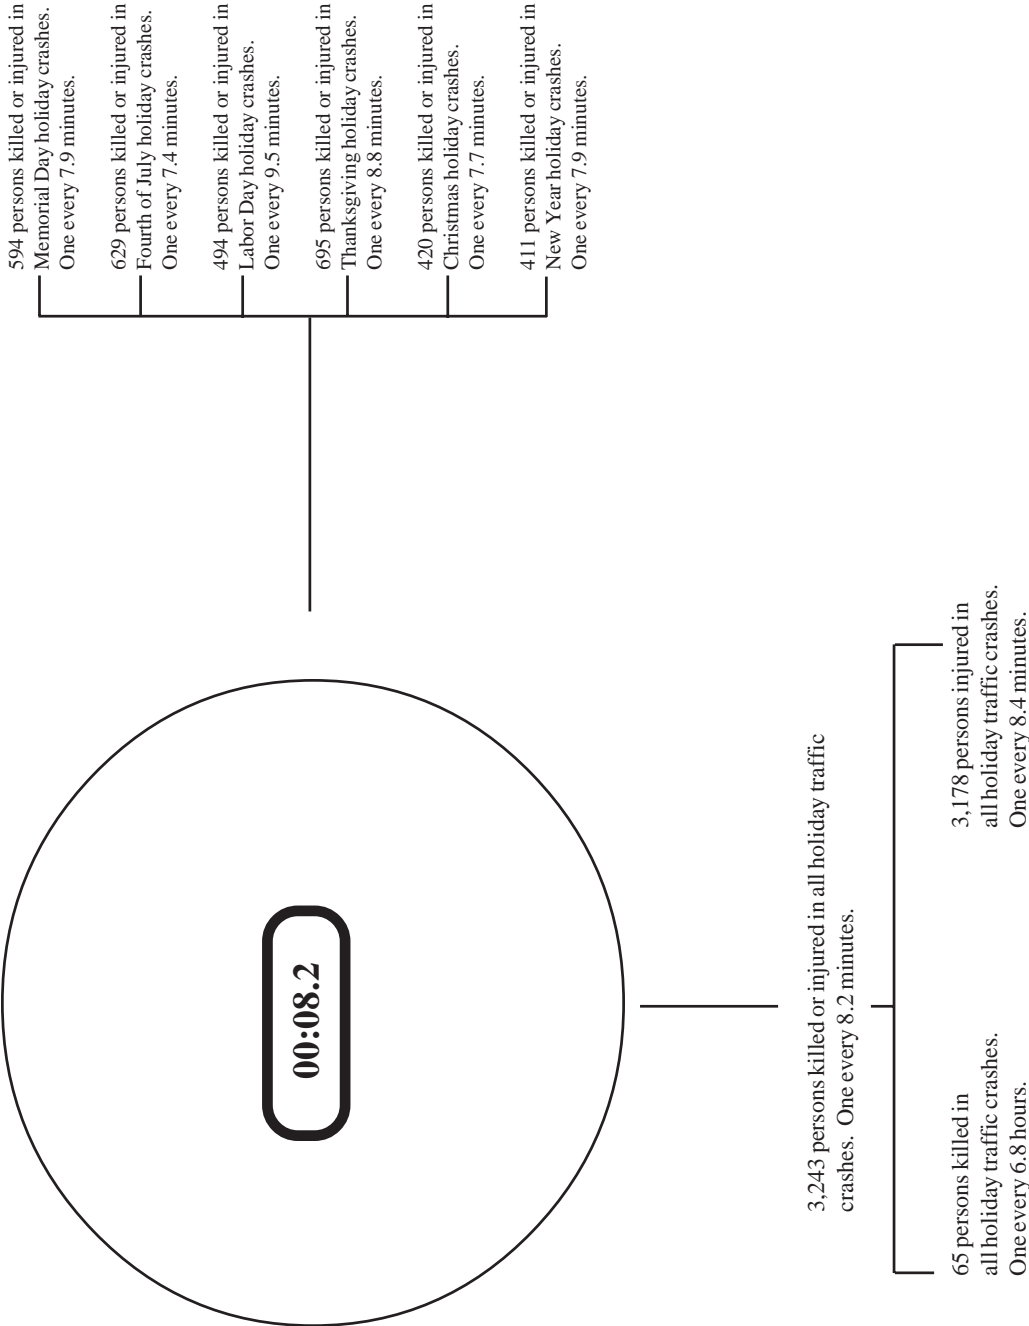 594 persons killed or injured in
Memorial Day holiday crashes.
One every 7.9 minutes.
629 persons killed or injured in
Fourth of July holiday crashes.
One every 7.4 minutes.
494 persons killed or injured in
Labor Day holiday crashes.
One every 9.5 minutes.
695 persons killed or injured in
Thanksgiving holiday crashes.
One every 8.8 minutes.
420 persons killed or injured in
Christmas holiday crashes.
One every 7.7 minutes.
411 persons killed or injured in
New Year holiday crashes.
One every 7.9 minutes.
00:08.2
3,243 persons killed or injured in all holiday traffic
crashes. One every 8.2 minutes.
65 persons killed in
all holiday traffic crashes.
One every 6.8 hours.
3,178 persons injured in
all holiday traffic crashes.
One every 8.4 minutes.